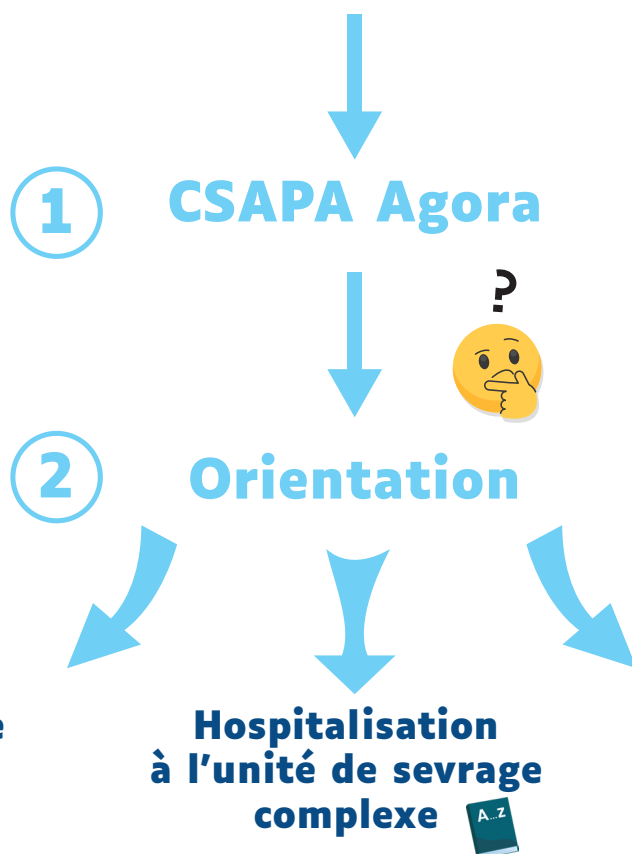 1
CSAPA Agora
?
2
Orientation
e
Hospitalisation
à l'unité de sevrage
complexe
A...Z